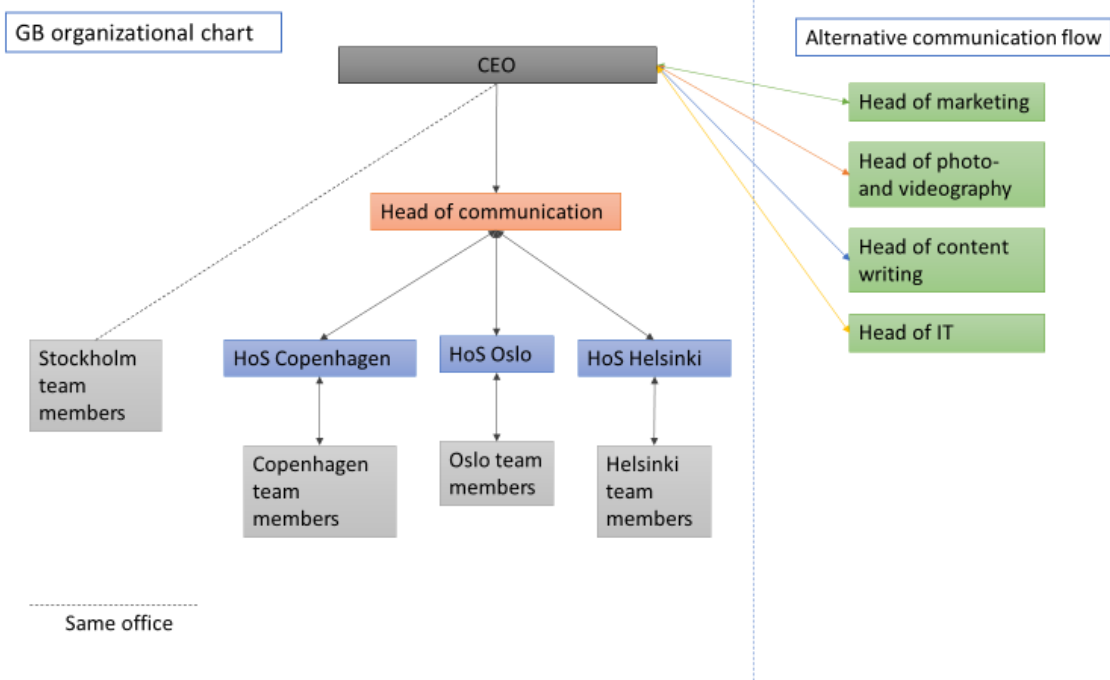 GB organizational chart
Alternative communication flow
CEO
Head of marketing
Head of photo-
and videography
Head of communication
Head of content
writing
Head of IT
Stockholm
team
members
HoS Copenhagen
HoS Oslo
HoS Helsinki
Copenhagen
team
members
Oslo team
members
Helsinki
team
members
Same office